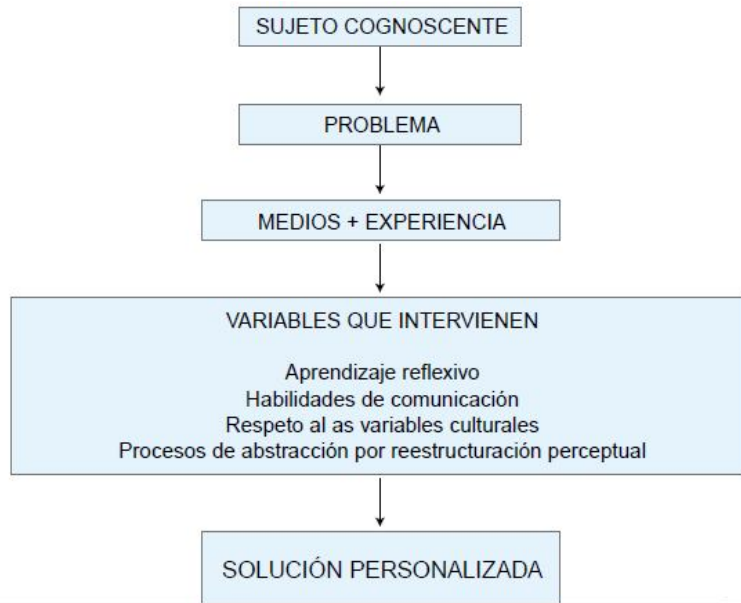 SUJETO COGNOSCENTE
PROBLEMA
MEDIOS + EXPERIENCIA
VARIABLES QUE INTERVIENEN
Aprendizaje reflexivo
Habilidades de comunicación
Respeto al as variables culturales
Procesos de abstracción por reestructuración perceptual
SOLUCIÓN PERSONALIZADA